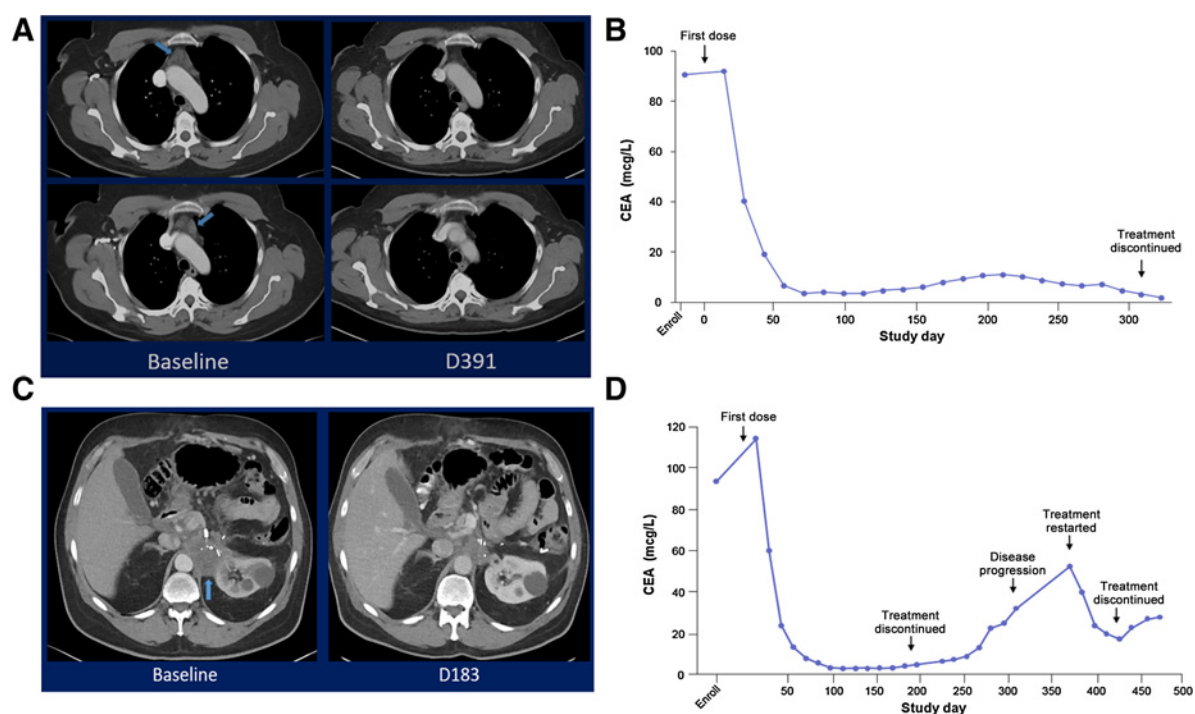 A
Baseline
D391
B
100
80
60
40
20
0
CEA (mcg/L)
First dose
Treatment
discontinued
Enroll
0
50
100
150
200
250
300
Study day
C
Baseline
D183
D
120
100
80
60
40
20
0
CEA (mcg/L)
First dose
Treatment
discontinued
Disease
progression
Treatment
restarted
Treatment
discontinued
Enroll
50
100
150
200
250
300
350
400
450
500
Study day